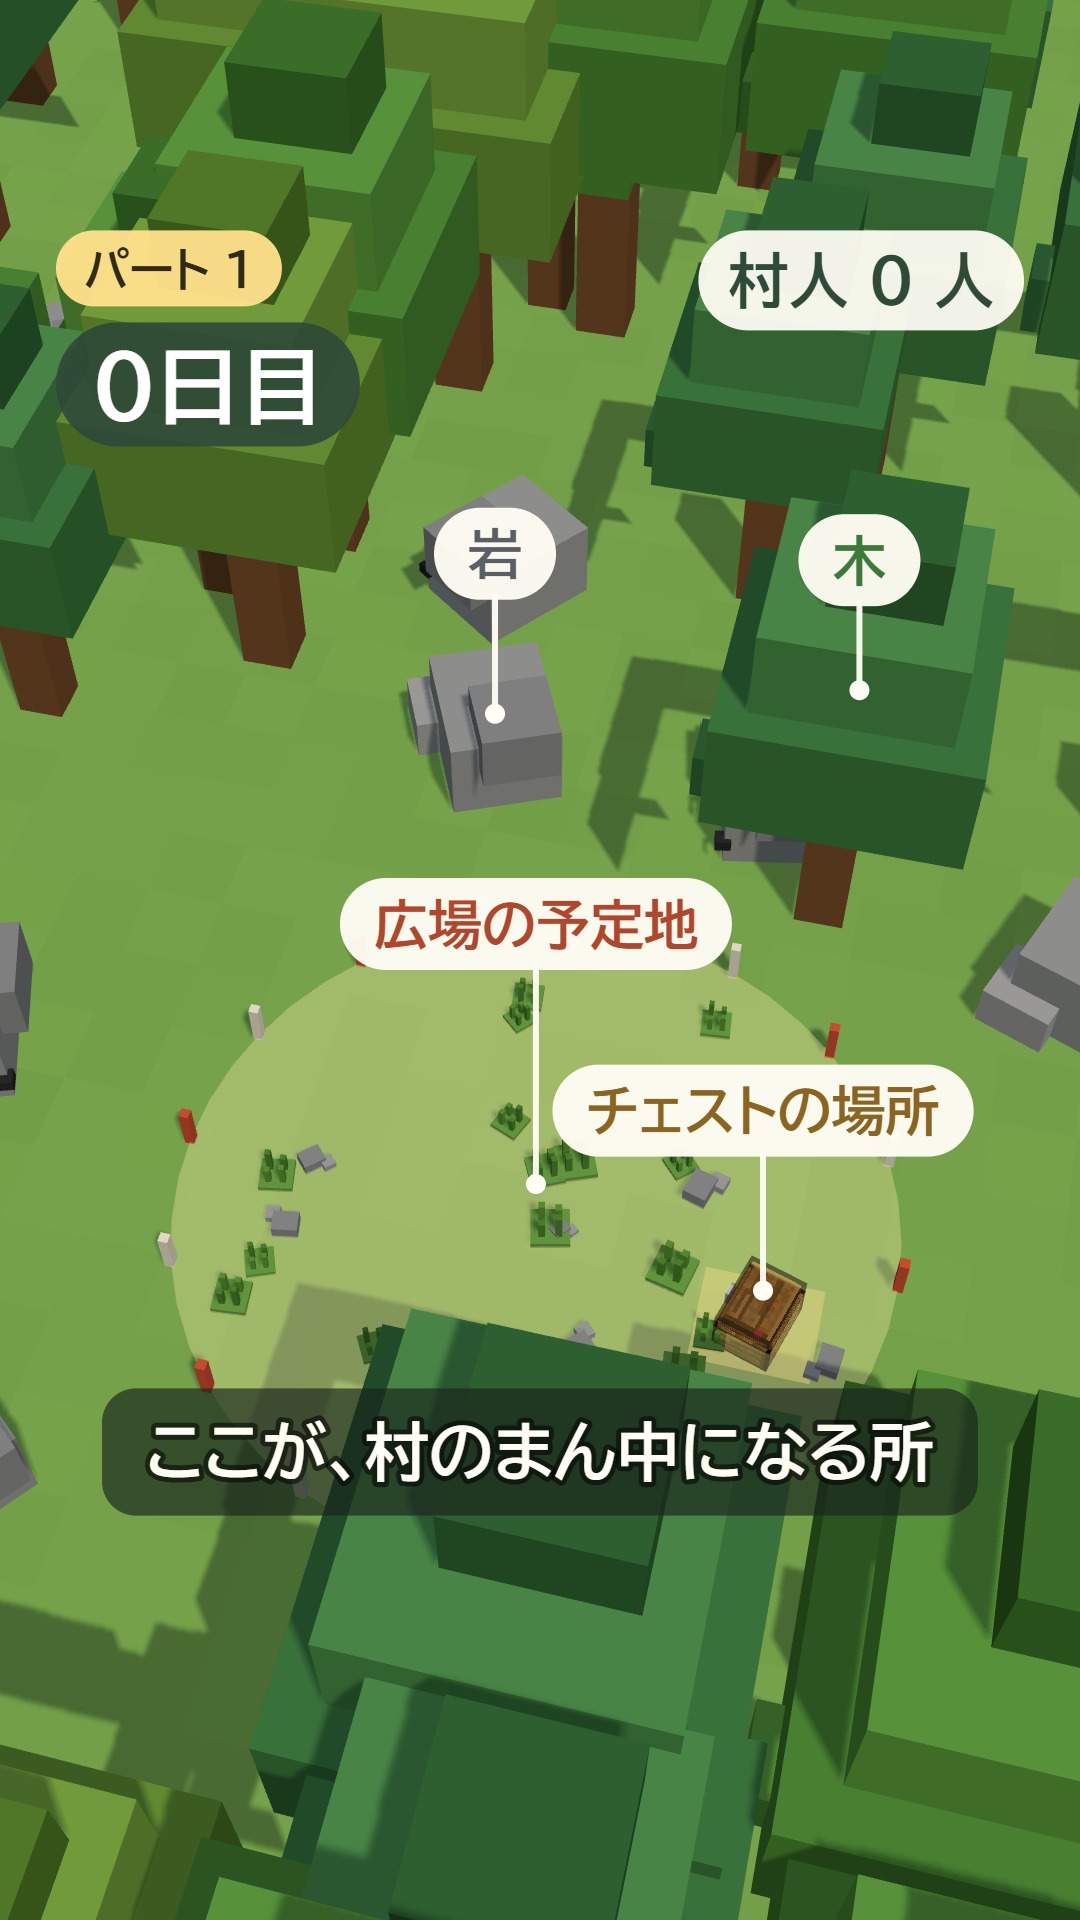 パート 1
0日目
村人 0 人
岩
木
広場の予定地
チェストの場所
ここが、村のまん中になる所